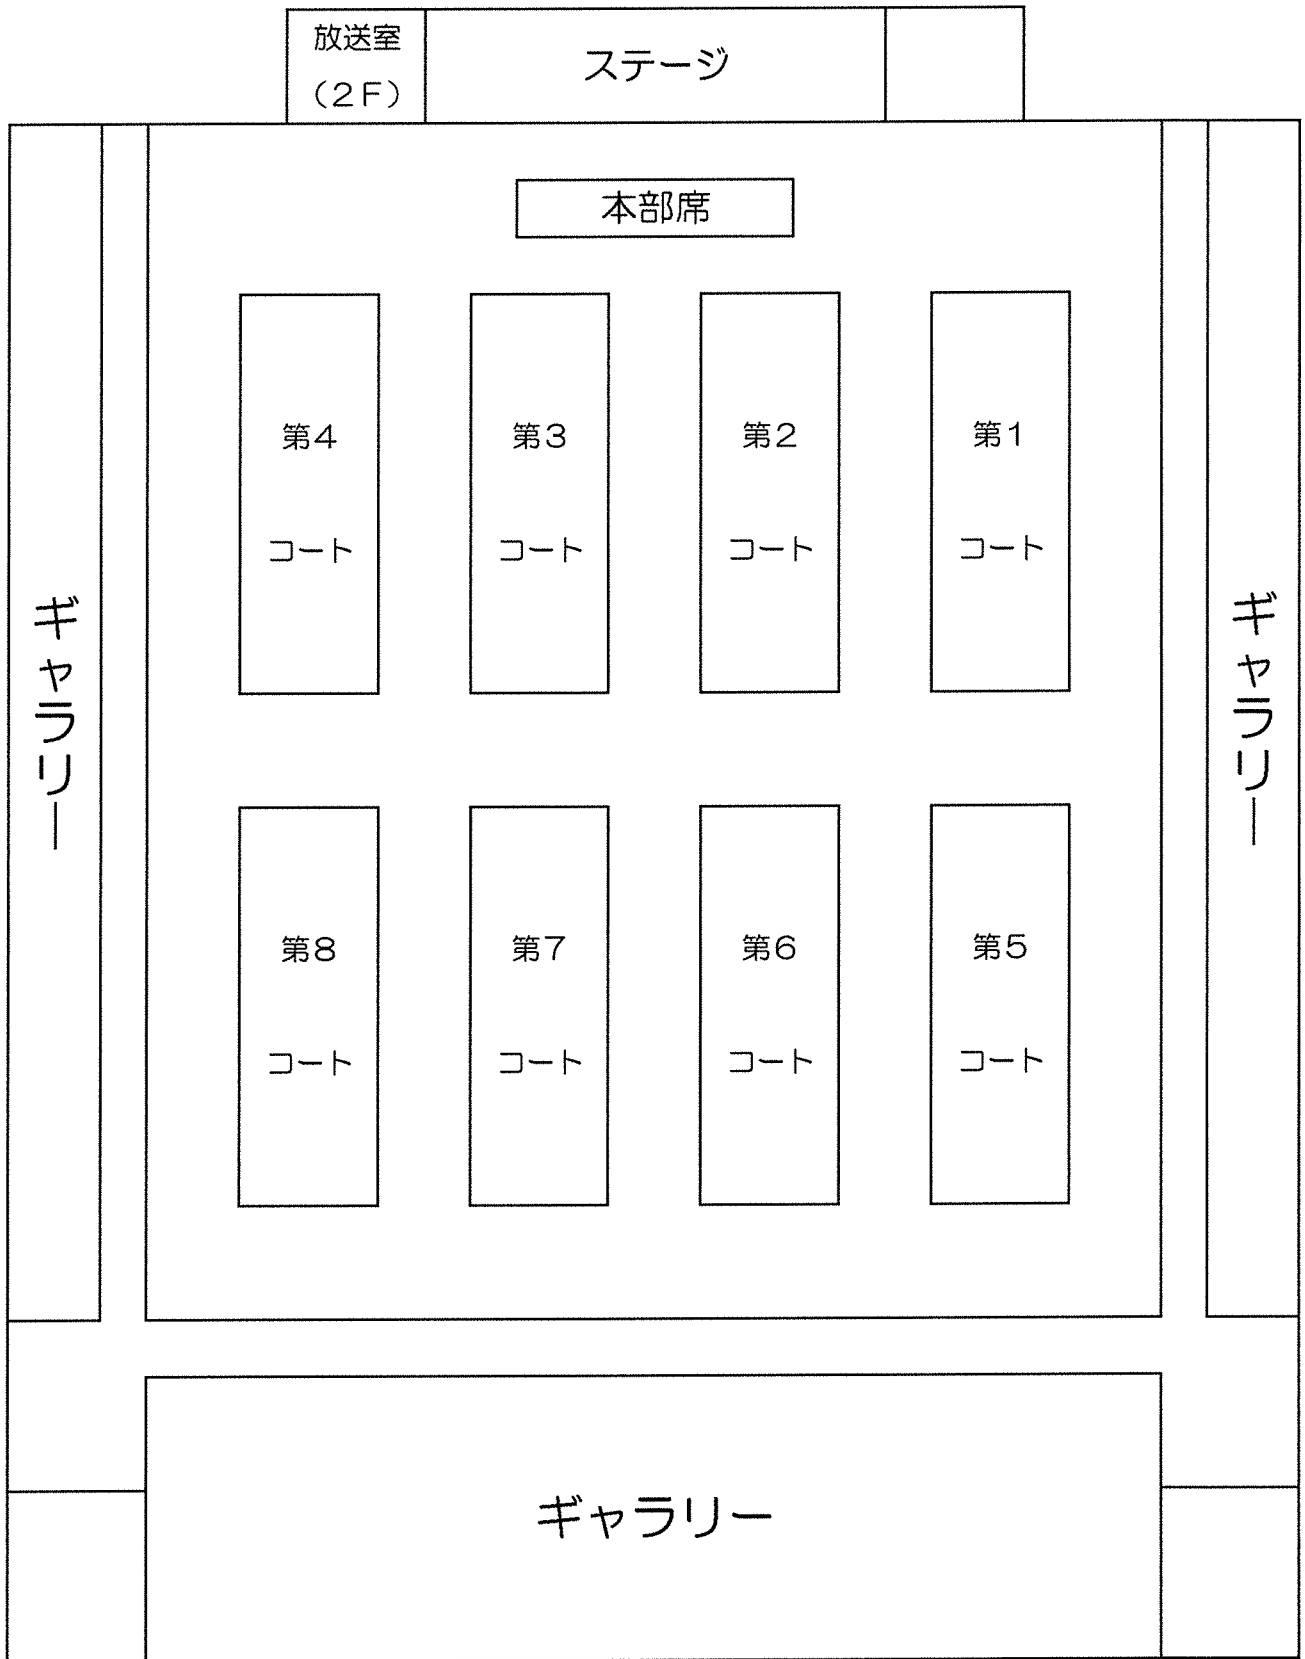 放送室
（２Ｆ）
ステージ
本部席
第４
コート
第３
コート
第２
コート
第１
コート
ギャラリー
ギャラリー
第８
コート
第７
コート
第６
コート
第５
コート
ギャラリー